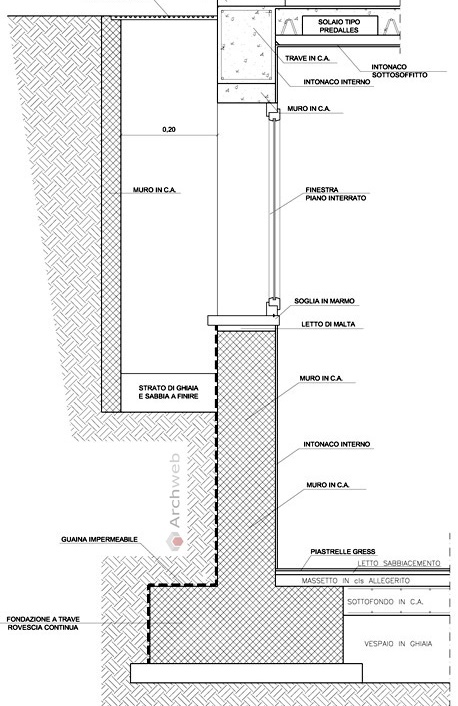 SOLAIO TIPO
PREDALLES
TRAVE IN C.A.
INTONACO
SOTTOSOFFITTO
INTONACO INTERNO
MURO IN C.A.
0,20
MURO IN C.A.
FINESTRA
PIANO INTERRATO
SOGLIA IN MARMO
LETTO DI MALTA
MURO IN C.A.
STRATO DI GHIAIA
E SABBIA A FINIRE
INTONACO INTERNO
MURO IN C.A.
Archweb
GUAINA IMPERMEABILE
PIASTRELLE GRESS
LETTO SABBIACEMENTO
MASSETTO IN cls ALLEGERITO
SOTTOFONDO IN C.A.
FONDAZIONE A TRAVE
ROVESCIA CONTINUA
VESPAIO IN GHIAIA